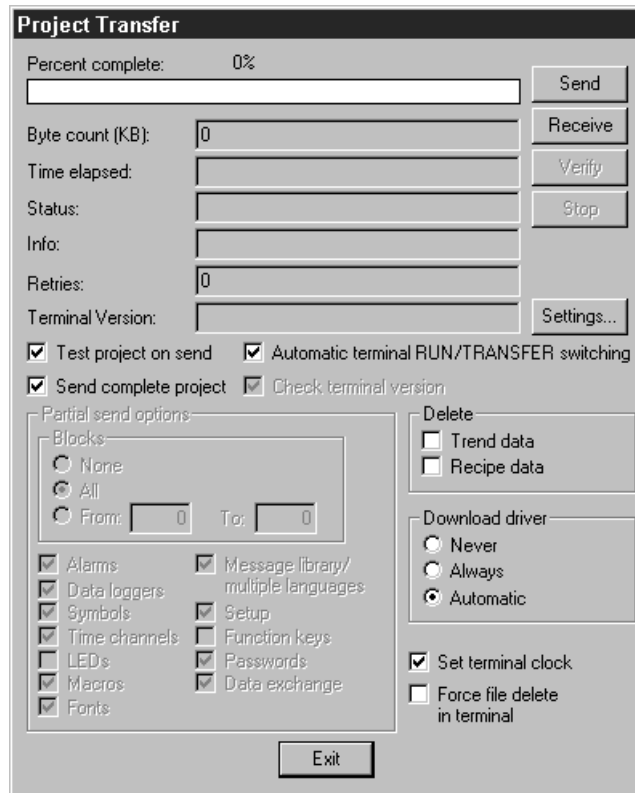 Project Transfer
Percent complete: 0%
Send
Byte count (KB): 0
Receive
Time elapsed:
Verify
Status:
Stop
Info:
Retries: 0
Terminal Version:
Settings...
Test project on send
Automatic terminal RUN/TRANSFER switching
Send complete project
Check terminal version
Partial send options
Blocks
None
All
From: 0 To: 0
Alarms
Data loggers
Symbols
Time channels
LEDs
Macros
Fonts
Message library/
multiple languages
Setup
Function keys
Passwords
Data exchange
Delete
Trend data
Recipe data
Download driver
Never
Always
Automatic
Set terminal clock
Force file delete
in terminal
Exit